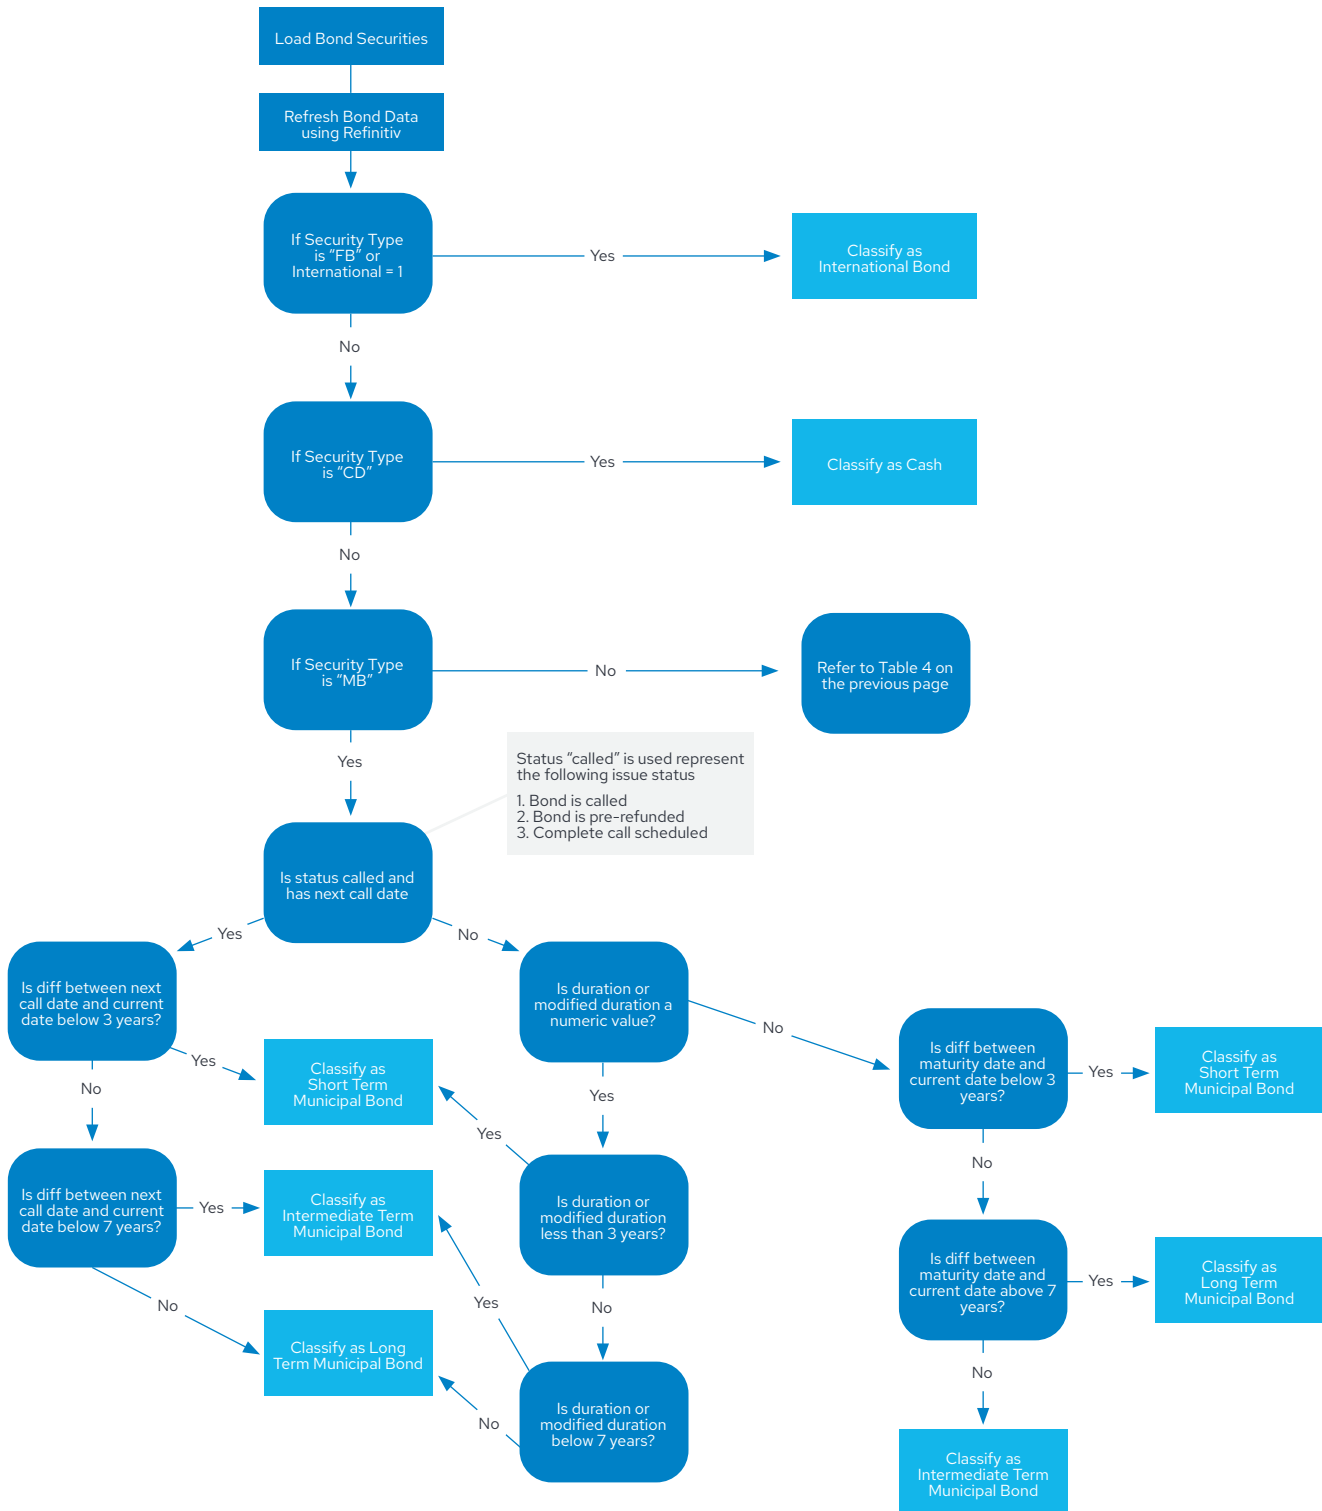 Load Bond Securities
Refresh Bond Data
using Refinitiv
If Security Type
is “FB” or
International = 1
Yes
Classify as
International Bond
No
If Security Type
is “CD”
Yes
Classify as Cash
No
If Security Type
is “MB”
No
Refer to Table 4 on
the previous page
Yes
Status “called” is used represent
the following issue status
1. Bond is called
2. Bond is pre-refunded
3. Complete call scheduled
Is status called and
has next call date
Yes
No
Is diff between next
call date and current
date below 3 years?
Is duration or
modified duration a
numeric value?
No
Is diff between
maturity date and
current date below 3
years?
Yes
Classify as
Short Term
Municipal Bond
Yes
Classify as
Short Term
Municipal Bond
No
Yes
Yes
No
Is diff between next
call date and current
date below 7 years?
Yes
Classify as
Intermediate Term
Municipal Bond
Is duration or
modified duration
less than 3 years?
Is diff between
maturity date and
current date above 7
years?
Yes
Classify as
Long Term
Municipal Bond
No
Yes
No
Classify as Long
Term Municipal Bond
No
Is duration or
modified duration
below 7 years?
No
Classify as
Intermediate Term
Municipal Bond